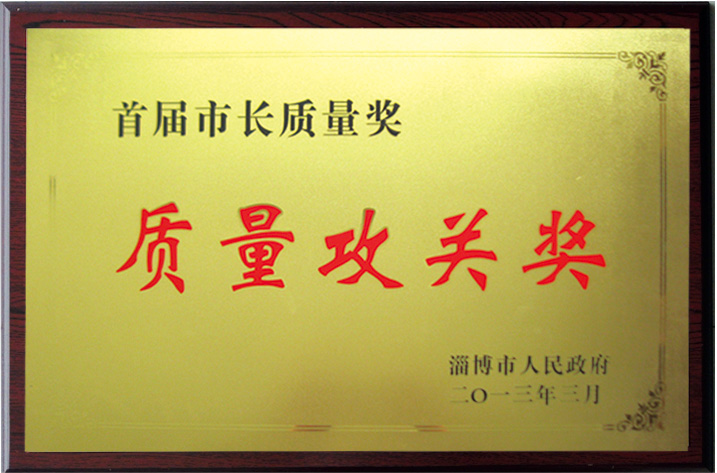 首届市长质量奖
质量攻关奖
淄博市人民政府
二〇一三年三月